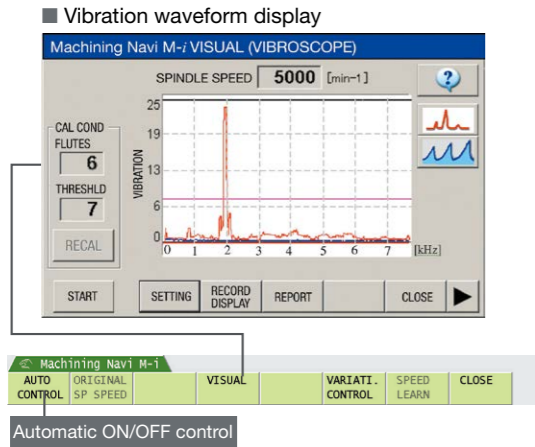 ■ Vibration waveform display
Machining Navi M-i VISUAL (VIBROSCOPE)
SPINDLE SPEED 5000 [min-1]
?
CAL COND
FLUTES
6
THRESHLD
7
RECAL
VIBRATION
25
19
13
6
0
0 1 2 3 4 5 6 7 [kHz]
START SETTING RECORD DISPLAY REPORT CLOSE
Machining Navi M-i
AUTO CONTROL ORIGINAL SP SPEED VISUAL VARIATI. CONTROL SPEED LEARN CLOSE
Automatic ON/OFF control